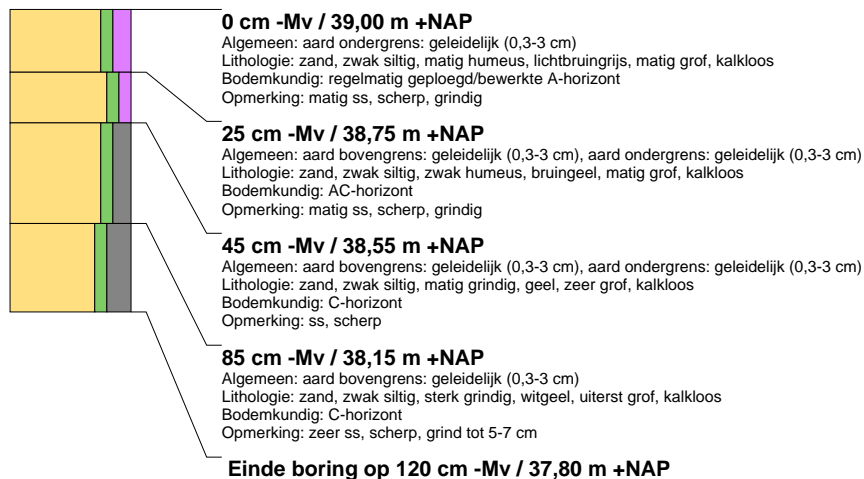 0 cm -Mv / 39,00 m +NAP
Algemeen: aard ondergrens: geleidelijk (0,3-3 cm)
Lithologie: zand, zwak siltig, matig humeus, lichtbruingrijs, matig grof, kalkloos
Bodemkundig: regelmatig geploegd/bewerkte A-horizont
Opmerking: matig ss, scherp, grindig
25 cm -Mv / 38,75 m +NAP
Algemeen: aard bovengrens: geleidelijk (0,3-3 cm), aard ondergrens: geleidelijk (0,3-3 cm)
Lithologie: zand, zwak siltig, zwak humeus, bruingeel, matig grof, kalkloos
Bodemkundig: AC-horizont
Opmerking: matig ss, scherp, grindig
45 cm -Mv / 38,55 m +NAP
Algemeen: aard bovengrens: geleidelijk (0,3-3 cm), aard ondergrens: geleidelijk (0,3-3 cm)
Lithologie: zand, zwak siltig, matig grindig, geel, zeer grof, kalkloos
Bodemkundig: C-horizont
Opmerking: ss, scherp
85 cm -Mv / 38,15 m +NAP
Algemeen: aard bovengrens: geleidelijk (0,3-3 cm)
Lithologie: zand, zwak siltig, sterk grindig, witgeel, uiterst grof, kalkloos
Bodemkundig: C-horizont
Opmerking: zeer ss, scherp, grind tot 5-7 cm
Einde boring op 120 cm -Mv / 37,80 m +NAP